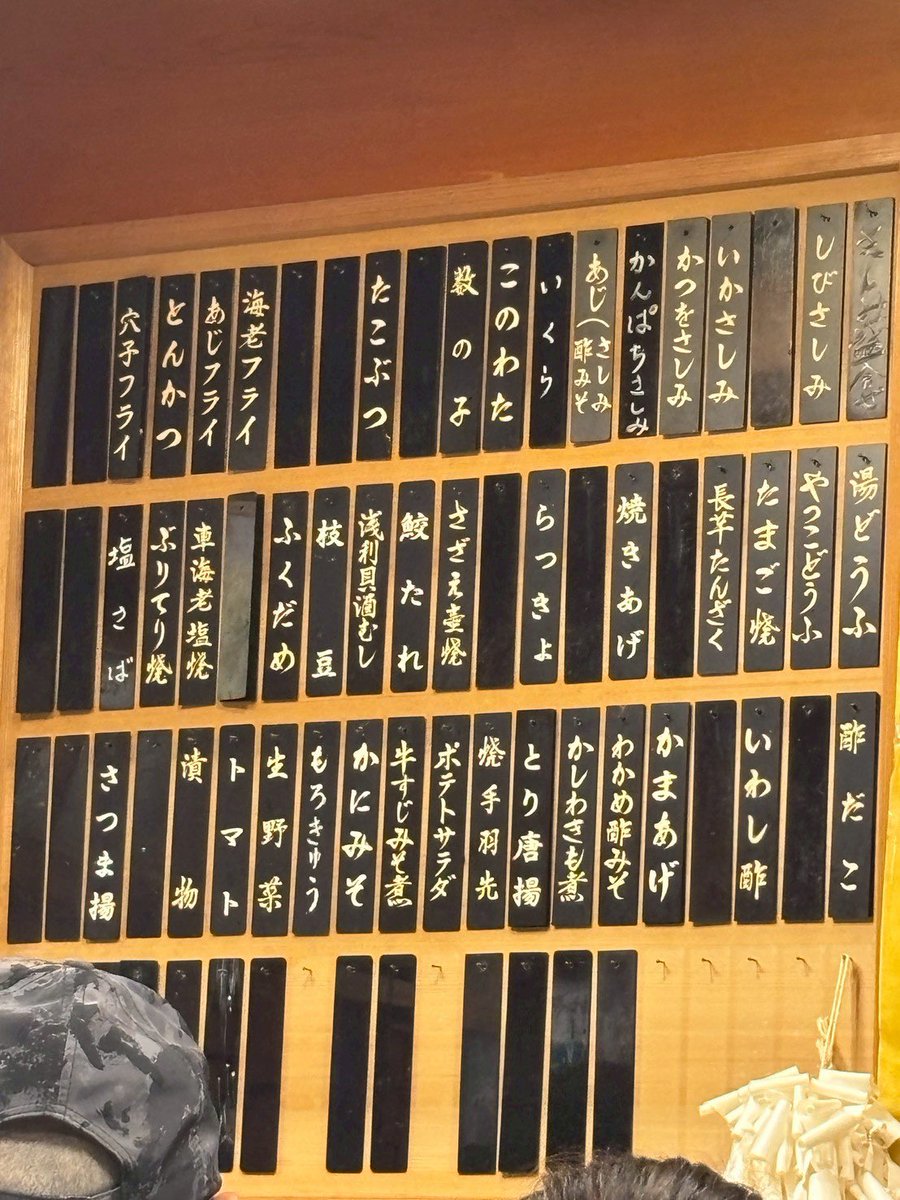 さしみ盛合せ
しびさしみ
いかさしみ
かつをさしみ
かんぱちさしみ
あじ（さしみ 酢みそ
いくら
このわた
数の子
たこぶつ
海老フライ
あじフライ
とんかつ
穴子フライ
湯どうふ
やっこどうふ
たまご焼
長芋たんざく
焼きあげ
らっきょ
さざえ壷焼
鮫たれ
浅利貝酒むし
枝豆
ふくだめ
車海老塩焼
ぶりてり焼
塩さば
酢だこ
いわし酢
かまあげ
わかめ酢みそ
かしわきも煮
とり唐揚
焼手羽先
ポテトサラダ
牛すじみそ煮
かにみそ
もろきゅう
生野菜
トマト
漬物
さつま揚